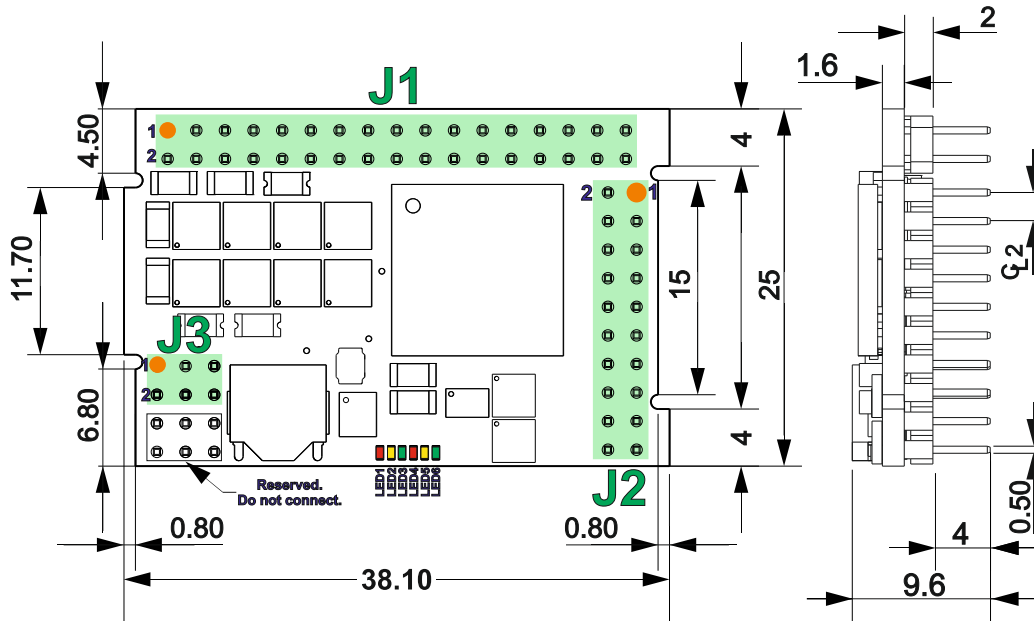 2
1.6
J1
4.50
1
2
4
2
1
11.70
15
25
℄ 2
J3
1
2
6.80
4
Reserved.
Do not connect.
LED1
LED2
LED3
LED4
LED5
LED6
J2
0.50
0.80
0.80
4
38.10
9.6